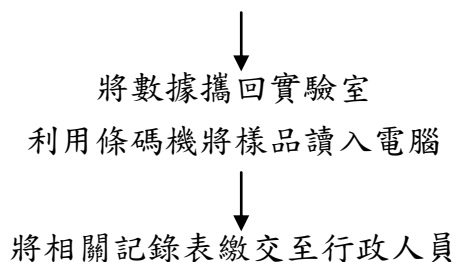 將數據攜回實驗室
利用條碼機將樣品讀入電腦
將相關記錄表繳交至行政人員